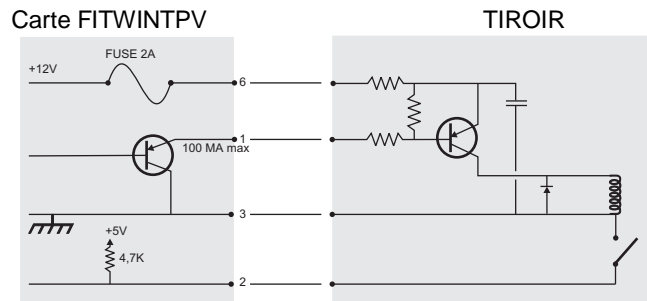 Carte FITWINTPV
TIROIR
FUSE 2A
+12V
6
1
100 MA max
3
+5V
4,7K
2